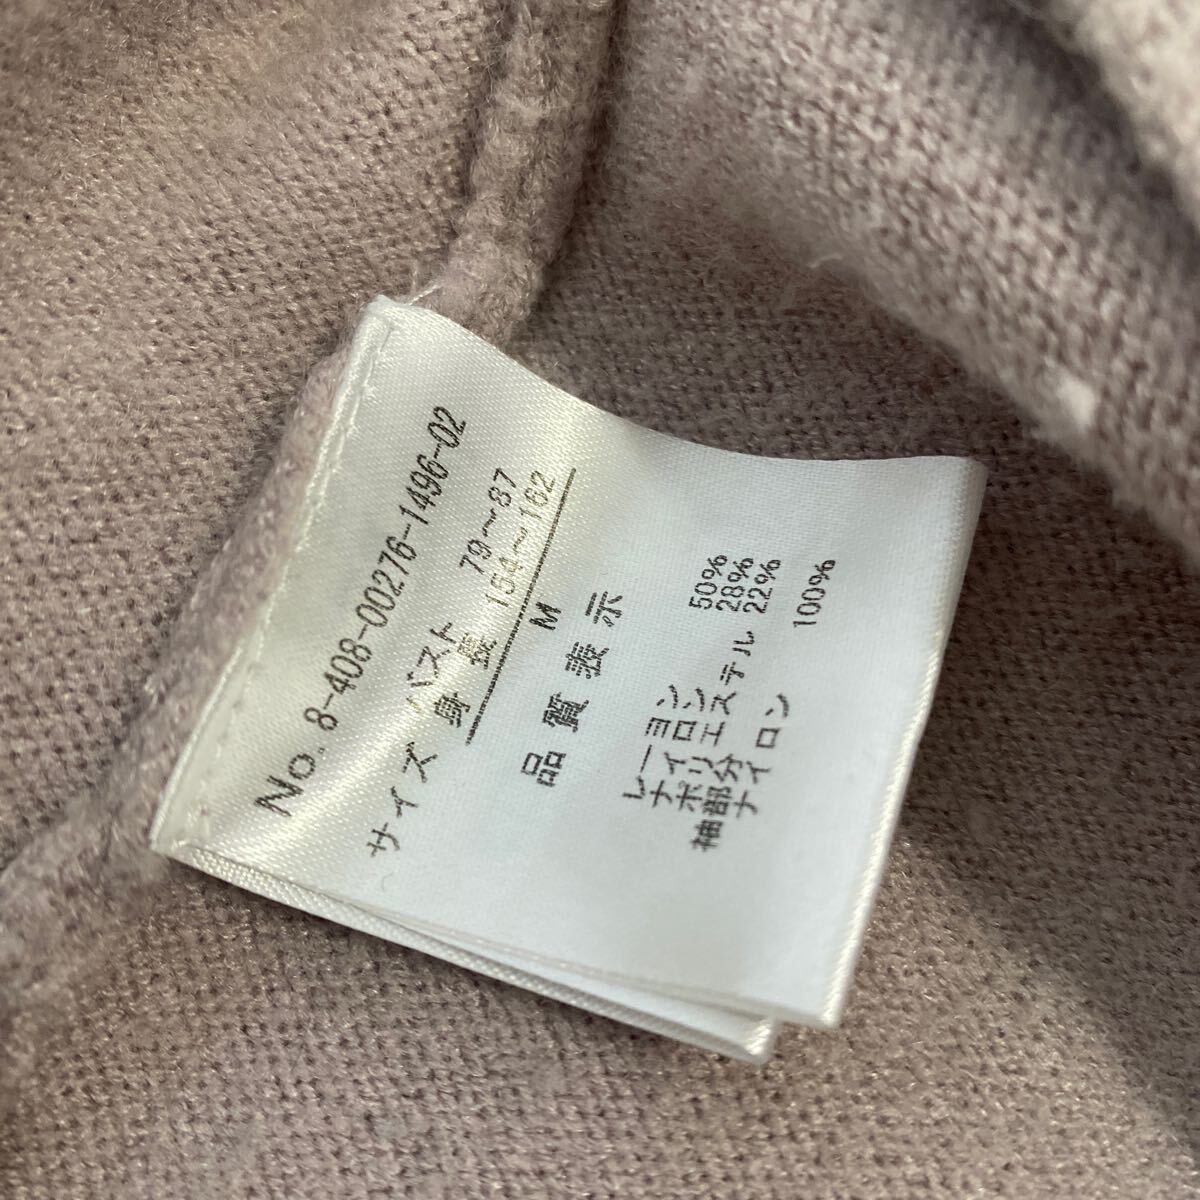 No. 8-408-00276-1496-02
サイズ バスト 79～87
身長 154～162
M
品質表示
レーヨン 50%
ナイロン 28%
ポリエステル 22%
袖部分
ナイロン 100%